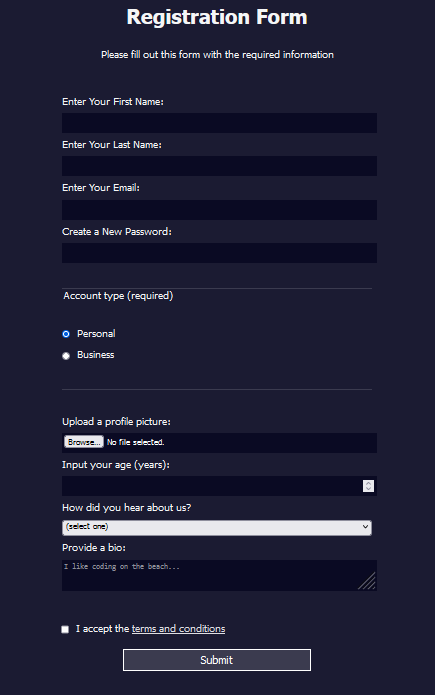 Registration Form
Please fill out this form with the required information
Enter Your First Name:
Enter Your Last Name:
Enter Your Email:
Create a New Password:
Account type (required)
Personal
Business
Upload a profile picture:
Browse... No file selected.
Input your age (years):
How did you hear about us?
(select one)
Provide a bio:
I like coding on the beach...
I accept the terms and conditions
Submit